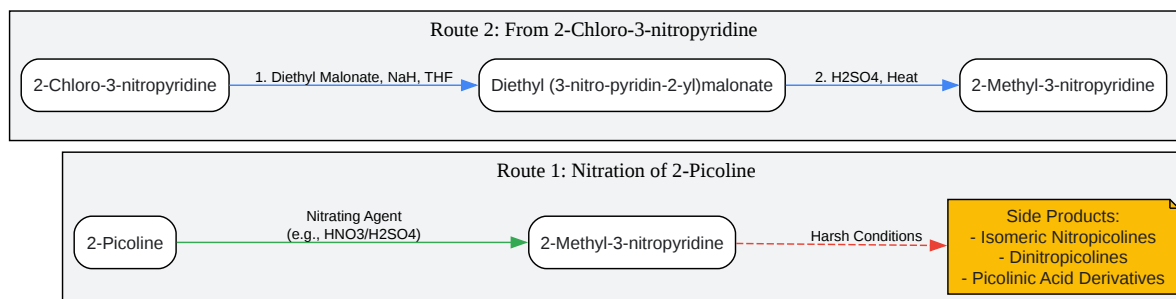 Route 2: From 2-Chloro-3-nitropyridine
2-Chloro-3-nitropyridine
1. Diethyl Malonate, NaH, THF
Diethyl (3-nitro-pyridin-2-yl)malonate
2. H2SO4, Heat
2-Methyl-3-nitropyridine
Route 1: Nitration of 2-Picoline
2-Picoline
Nitrating Agent
(e.g., HNO3/H2SO4)
2-Methyl-3-nitropyridine
Harsh Conditions
Side Products:
- Isomeric Nitropicolines
- Dinitropicolines
- Picolinic Acid Derivatives